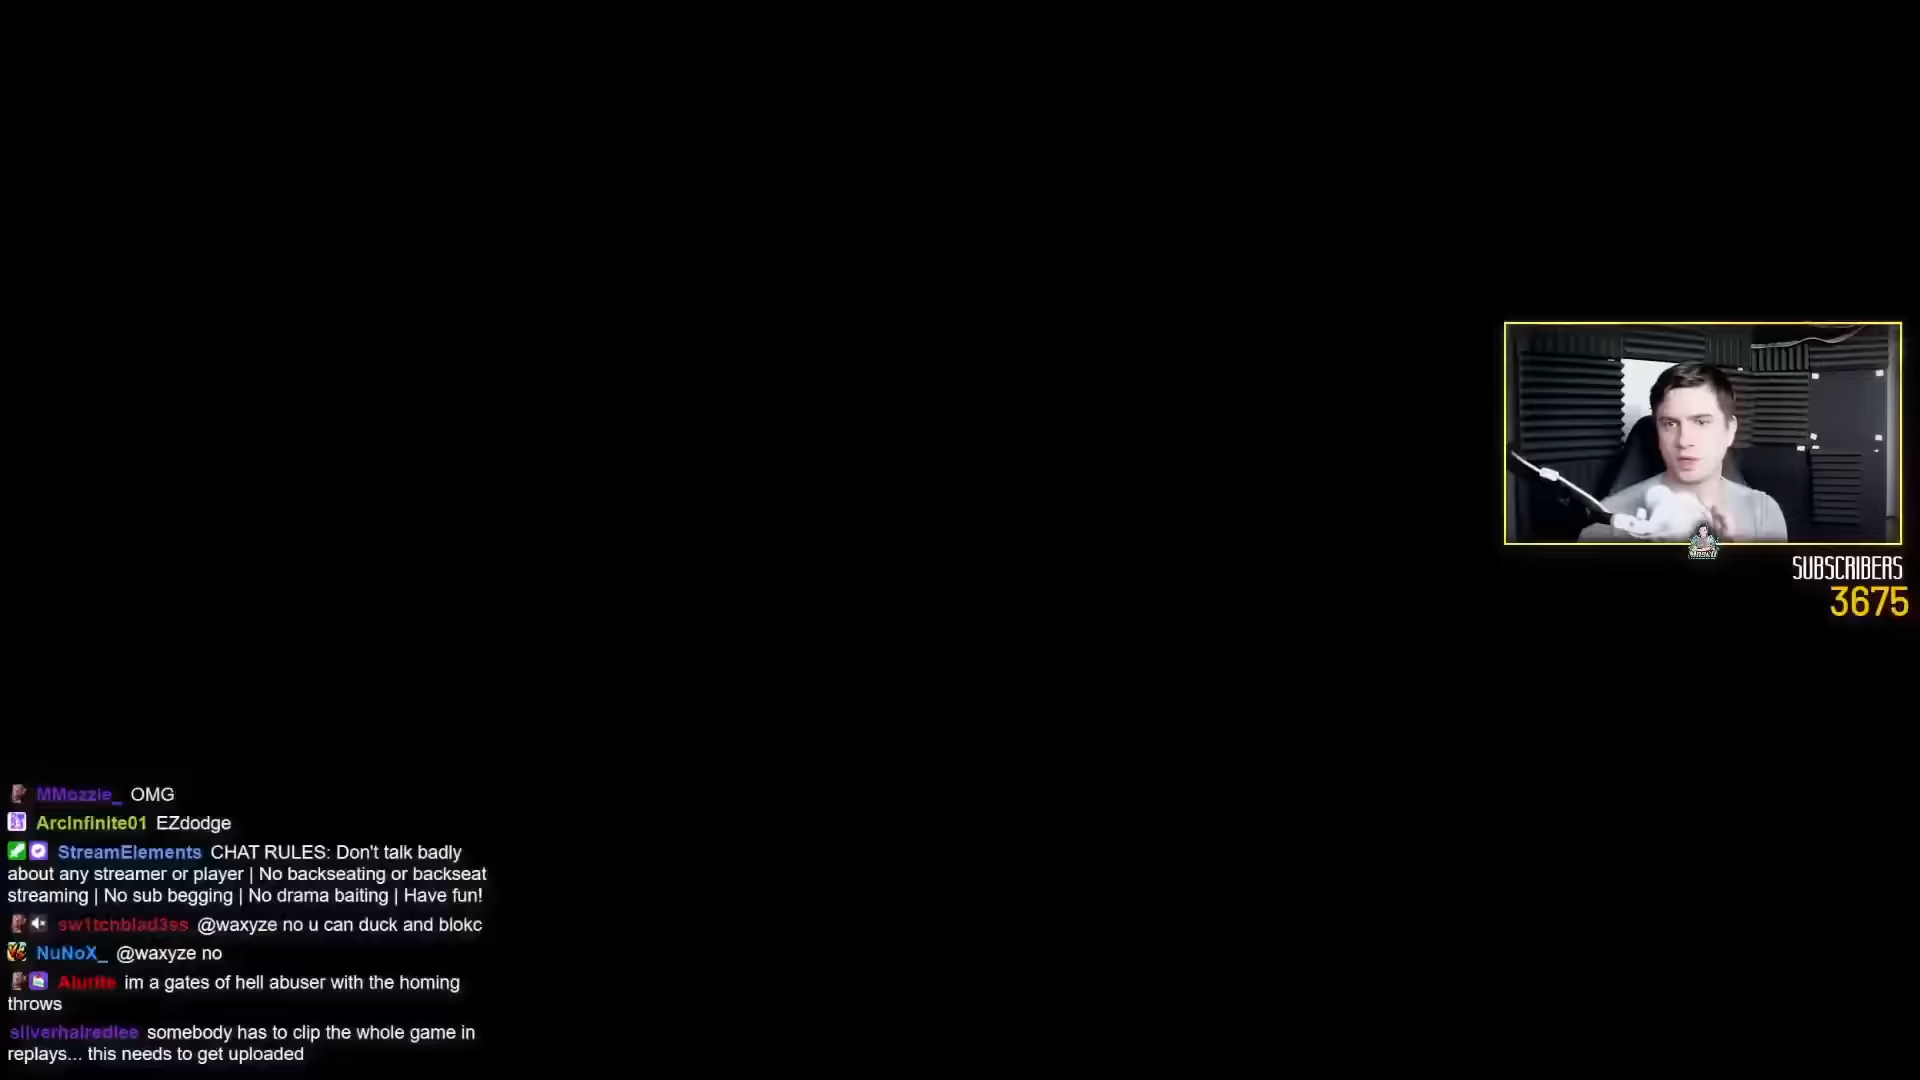 SUBSCRIBERS
3675
MMozzie_ OMG
ArcInfinite01 EZdodge
StreamElements CHAT RULES: Don't talk badly
about any streamer or player | No backseating or backseat
streaming | No sub begging | No drama baiting | Have fun!
sw1tchblad3ss @waxyze no u can duck and blokc
NuNoX_ @waxyze no
im a gates of hell abuser with the homing
throws
silverhairedlee somebody has to clip the whole game in
replays... this needs to get uploaded